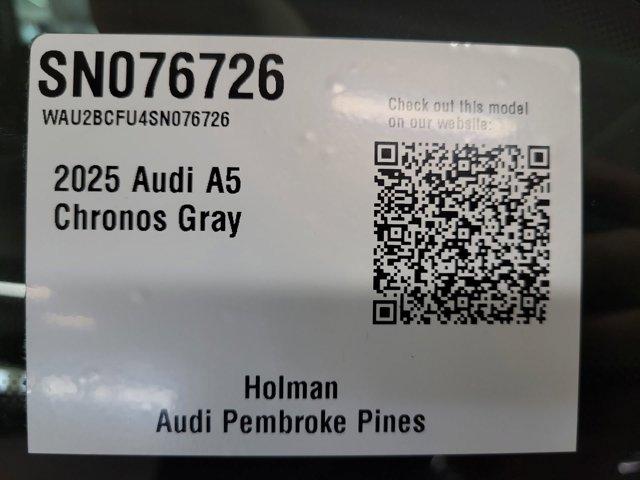 SN076726
WAU2BCFU4SN076726
Check out this model
on our website:
2025 Audi A5
Chronos Gray
Holman
Audi Pembroke Pines